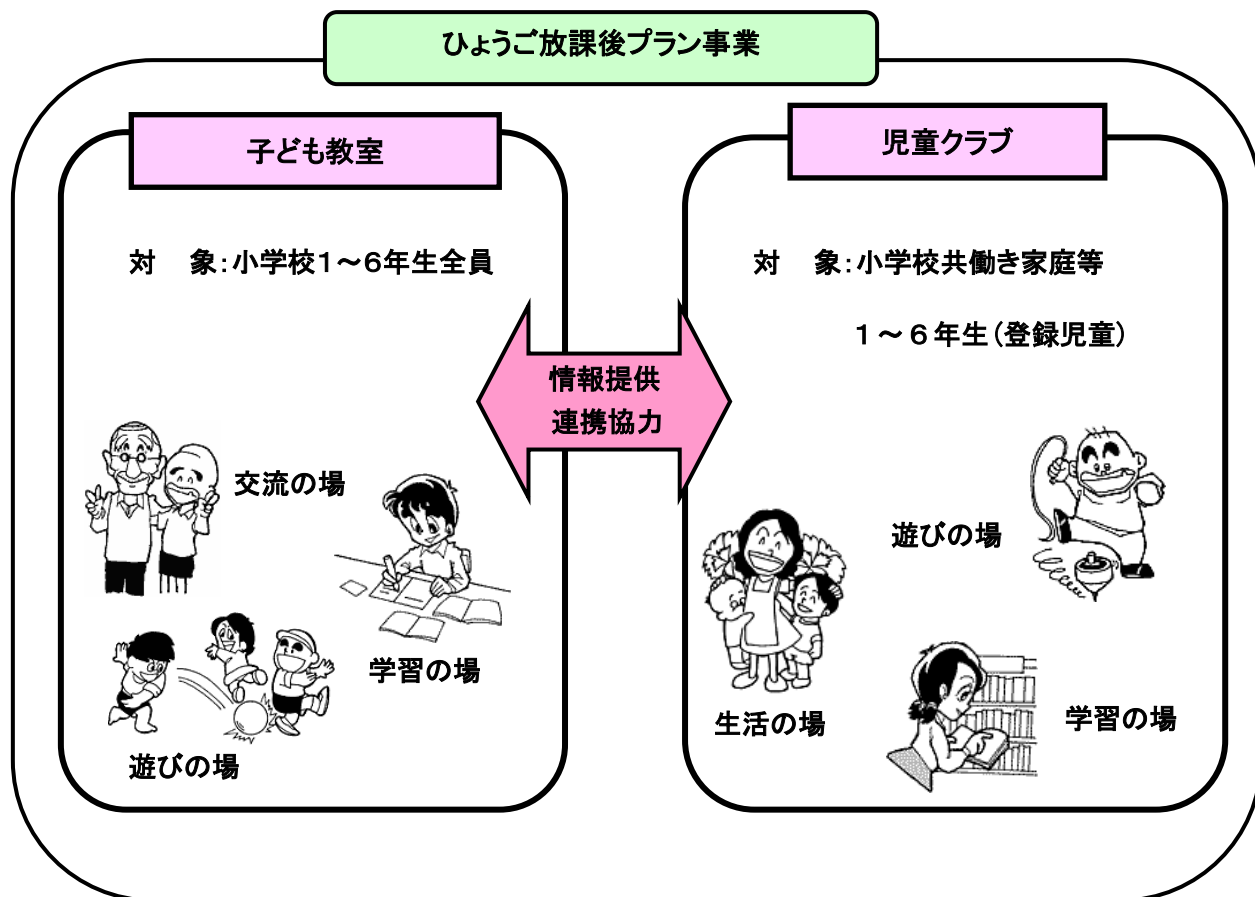 ひょうご放課後プラン事業
子ども教室
対　象:小学校１～６年生全員
交流の場
学習の場
遊びの場
情報提供
連携協力
児童クラブ
対　象:小学校共働き家庭等
１～６年生(登録児童)
遊びの場
生活の場
学習の場